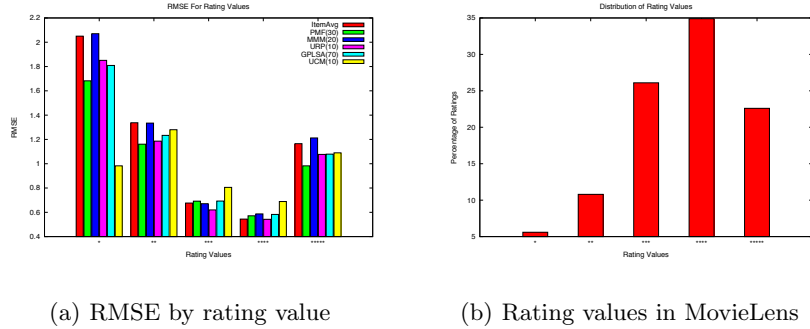 RMSE For Rating Values
ItemAvg
PMF(30)
MMM(20)
URP(10)
GPLSA(70)
UCM(10)
2.2
2
1.8
1.6
1.4
1.2
1
0.8
0.6
0.4
RMSE
* ** *** **** *****
Rating Values
(a) RMSE by rating value
Distribution of Rating Values
35
30
25
20
15
10
5
Percentage of Ratings
* ** *** **** *****
Rating Values
(b) Rating values in MovieLens